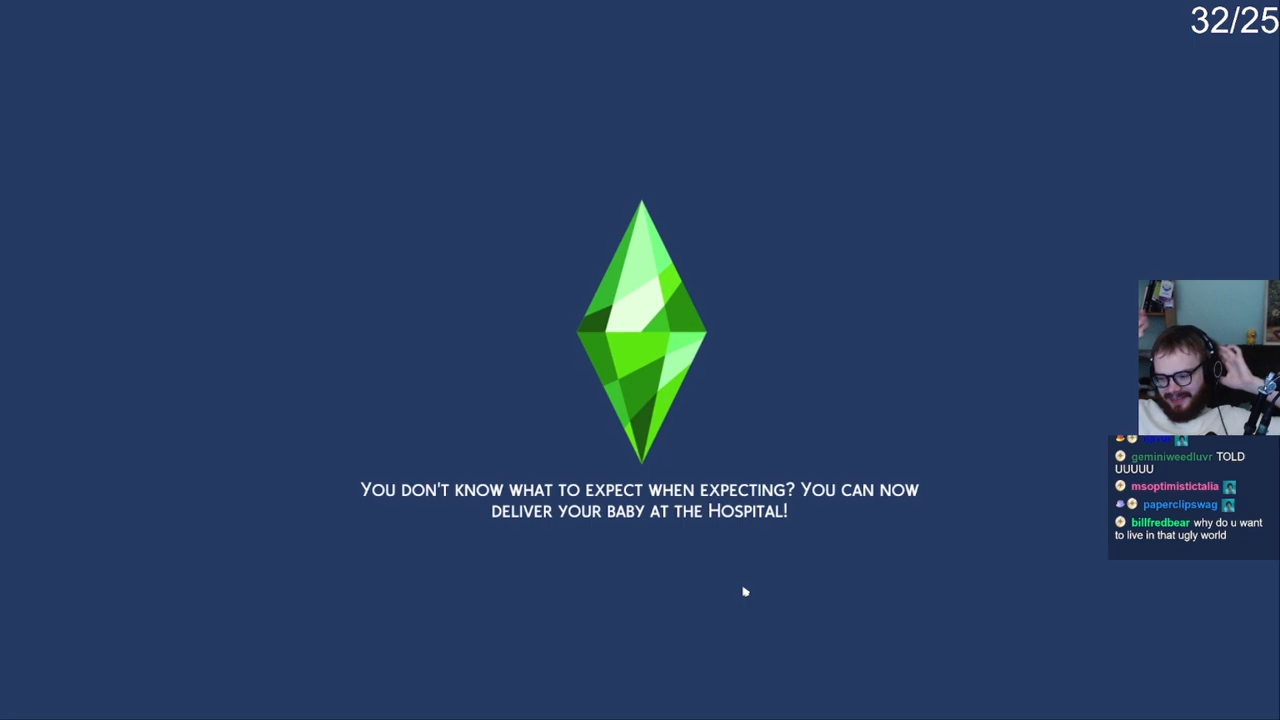 32/25
YOU DON'T KNOW WHAT TO EXPECT WHEN EXPECTING? YOU CAN NOW
DELIVER YOUR BABY AT THE HOSPITAL!
geminiweedluvr TOLD
UUUUU
msoptimistictalia
paperclipswag
billfredbear why do u want
to live in that ugly world